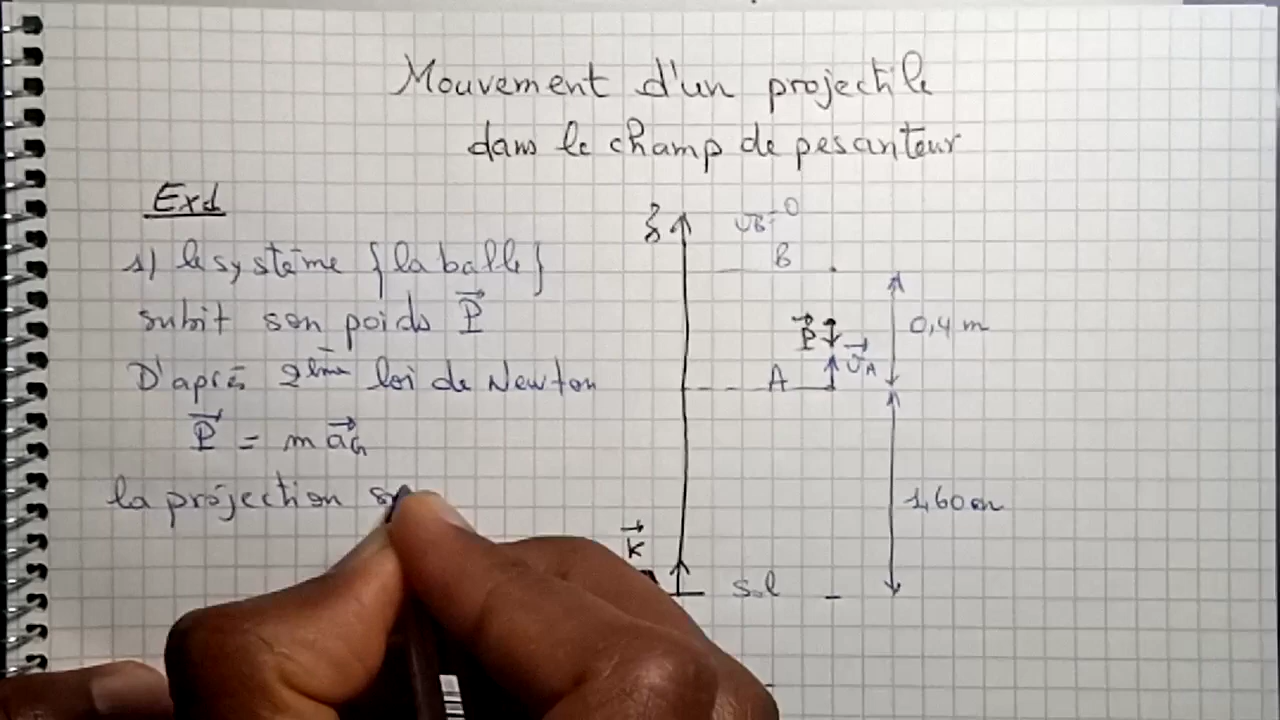 Mouvement d'un projectile
dans le champ de pesanteur
Ex1
1) le système {la balle}
subit son poids P
D'après 2ème loi de Newton
P = m aG
la projection
z
vB=0
B
0,4 m
P
vA
A
1,60m
k
Sol